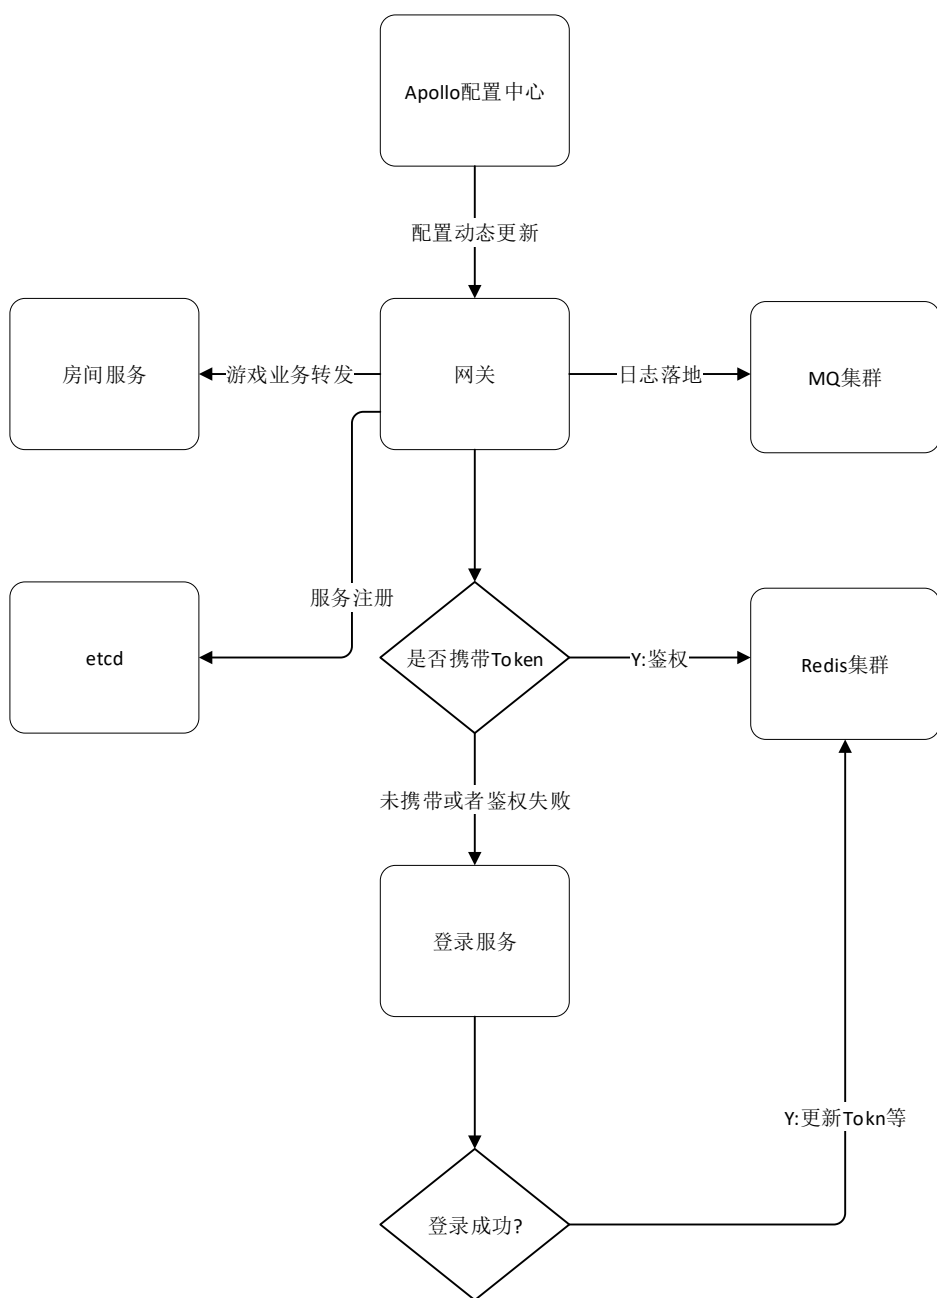 Apollo配置中心
配置动态更新
房间服务
游戏业务转发
网关
日志落地
MQ集群
服务注册
etcd
是否携带Token
Y:鉴权
Redis集群
未携带或者鉴权失败
登录服务
Y:更新Tokn等
登录成功?